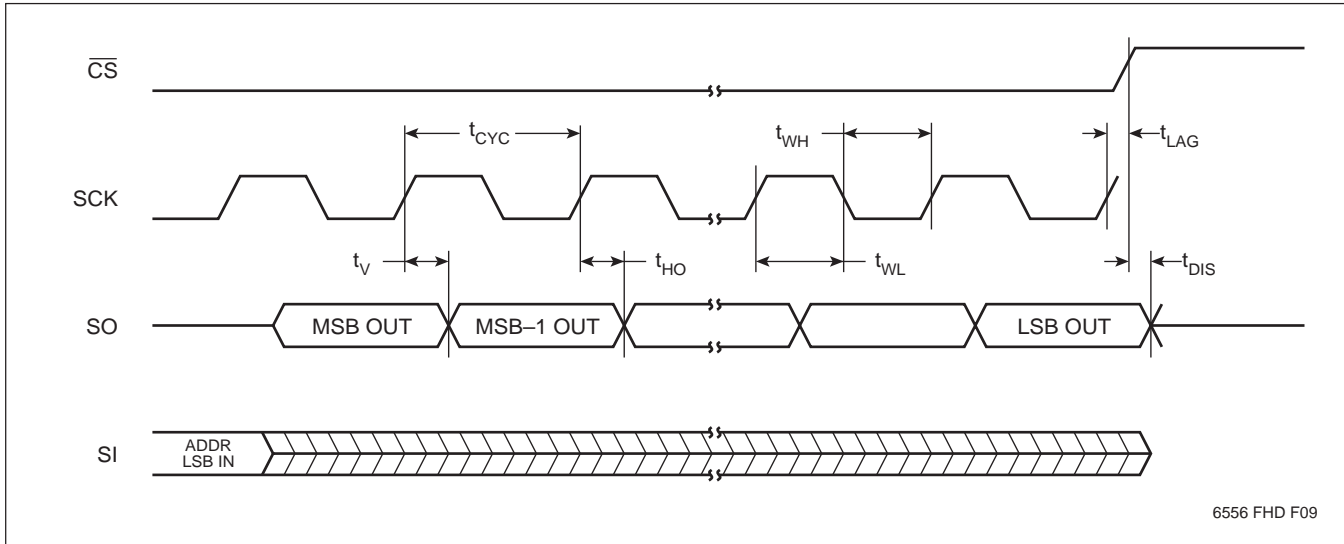 CS
tCYC
tWH
tLAG
SCK
tV
tHO
tWL
tDIS
SO
MSB OUT
MSB–1 OUT
LSB OUT
SI
ADDR
LSB IN
6556 FHD F09